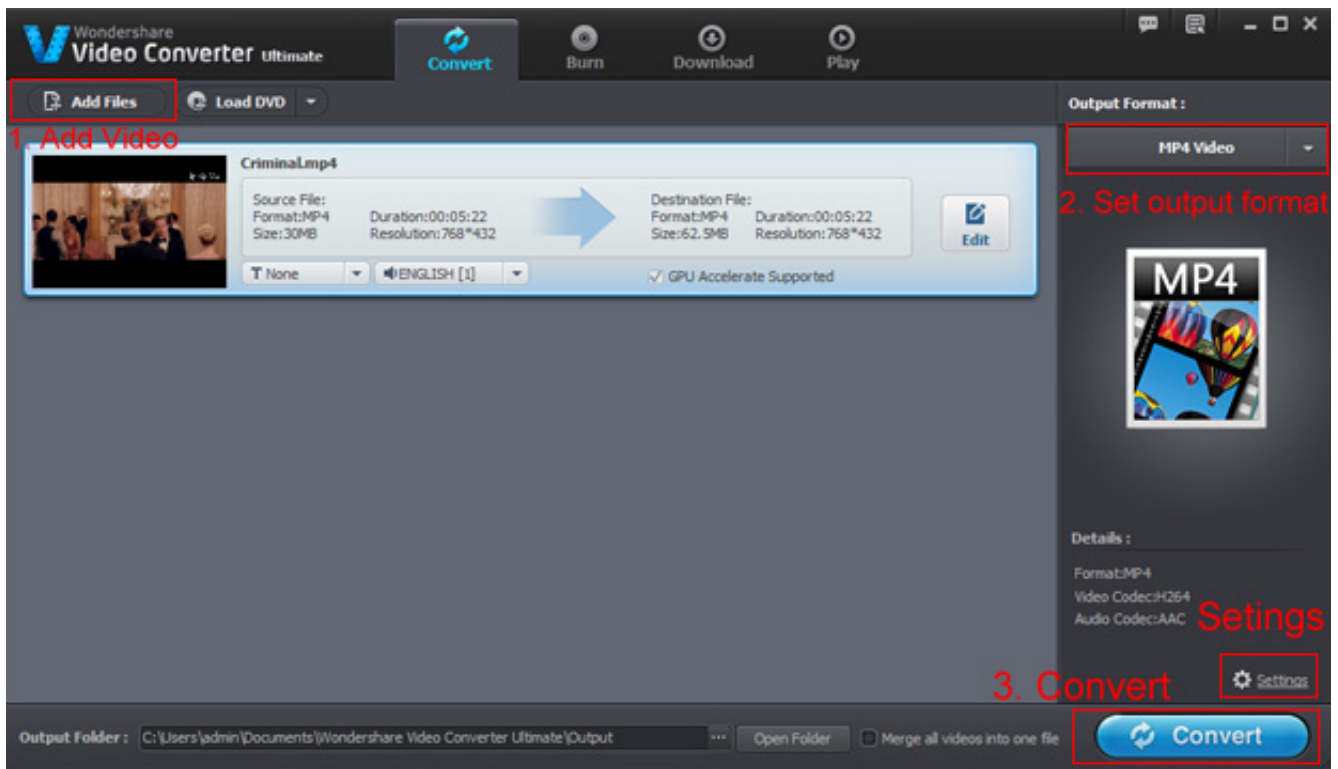 Wondershare
Video Converter Ultimate
Convert
Burn
Download
Play
Add Files
Load DVD
Output Format :
1. Add Video
MP4 Video
2. Set output format
Criminal.mp4
Source File:
Format:MP4 Duration:00:05:22
Size:30MB Resolution:768*432
Destination File:
Format:MP4 Duration:00:05:22
Size:62.5MB Resolution:768*432
Edit
T None
ENGLISH [1]
GPU Accelerate Supported
MP4
Details :
Format:MP4
Video Codec:H264
Audio Codec:AAC
Setings
Settings
3. Convert
Output Folder : C:\Users\admin\Documents\Wondershare Video Converter Ultimate\Output
...
Open Folder
Merge all videos into one file
Convert